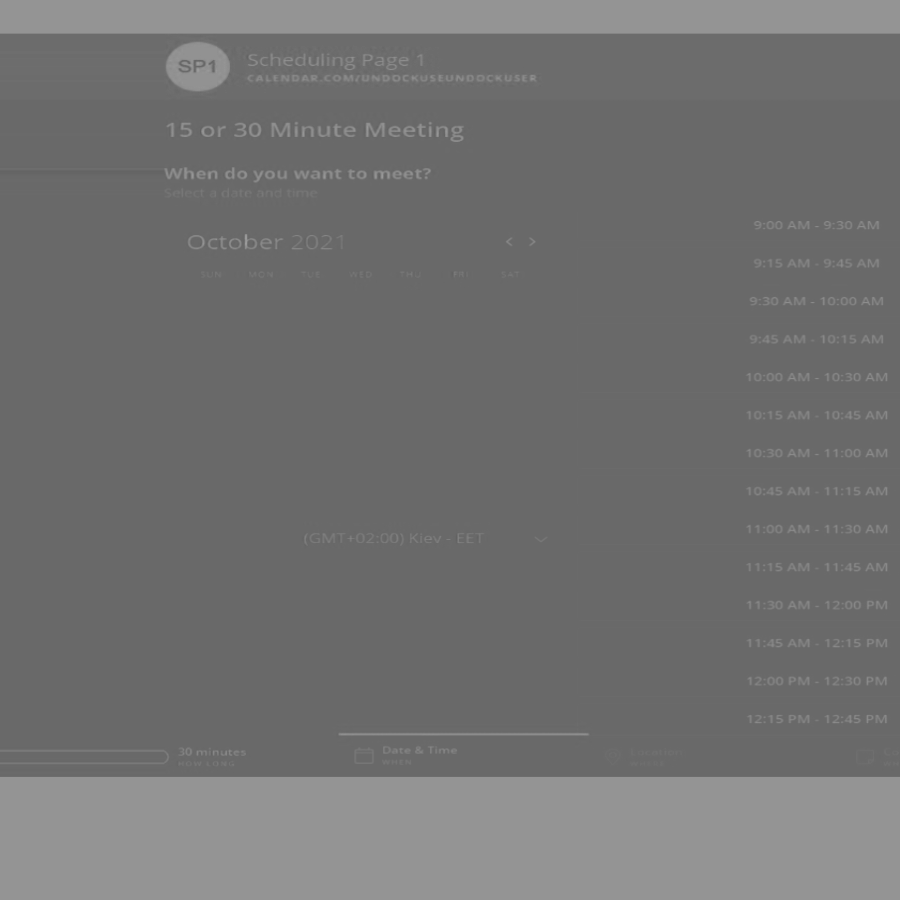 SP1
Scheduling Page 1
CALENDAR.COM/UNDOCKUSEUNDOCKUSER
15 or 30 Minute Meeting
When do you want to meet?
Select a date and time
October 2021 < >
SUN MON TUE WED THU FRI SAT
(GMT+02:00) Kiev - EET
9:00 AM - 9:30 AM
9:15 AM - 9:45 AM
9:30 AM - 10:00 AM
9:45 AM - 10:15 AM
10:00 AM - 10:30 AM
10:15 AM - 10:45 AM
10:30 AM - 11:00 AM
10:45 AM - 11:15 AM
11:00 AM - 11:30 AM
11:15 AM - 11:45 AM
11:30 AM - 12:00 PM
11:45 AM - 12:15 PM
12:00 PM - 12:30 PM
12:15 PM - 12:45 PM
30 minutes
HOW LONG
Date & Time
WHEN